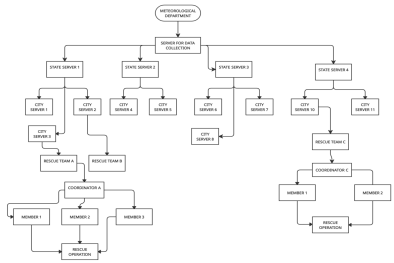 METEOROLOGICAL
DEPARTMENT
SERVER FOR DATA
COLLECTION
STATE SERVER 1
STATE SERVER 2
STATE SERVER 3
STATE SERVER 4
CITY
SERVER 1
CITY
SERVER 2
CITY
SERVER 4
CITY
SERVER 5
CITY
SERVER 6
CITY
SERVER 7
CITY
SERVER 10
CITY
SERVER 11
CITY
SERVER 3
CITY
SERVER 8
RESCUE TEAM A
RESCUE TEAM B
RESCUE TEAM C
COORDINATOR A
COORDINATOR C
MEMBER 1
MEMBER 2
MEMBER 3
MEMBER 1
MEMBER 2
RESCUE
OPERATION
RESCUE
OPERATION